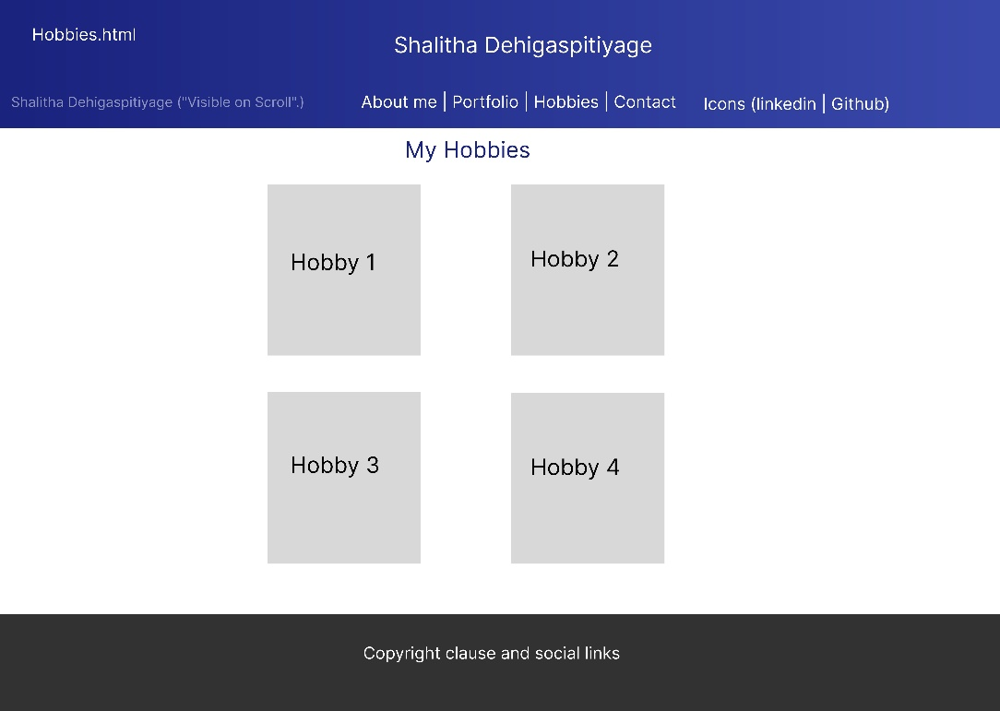 Hobbies.html
Shalitha Dehigaspitiyage
Shalitha Dehigaspitiyage ("Visible on Scroll".)
About me | Portfolio | Hobbies | Contact
Icons (linkedin | Github)
My Hobbies
Hobby 1
Hobby 2
Hobby 3
Hobby 4
Copyright clause and social links